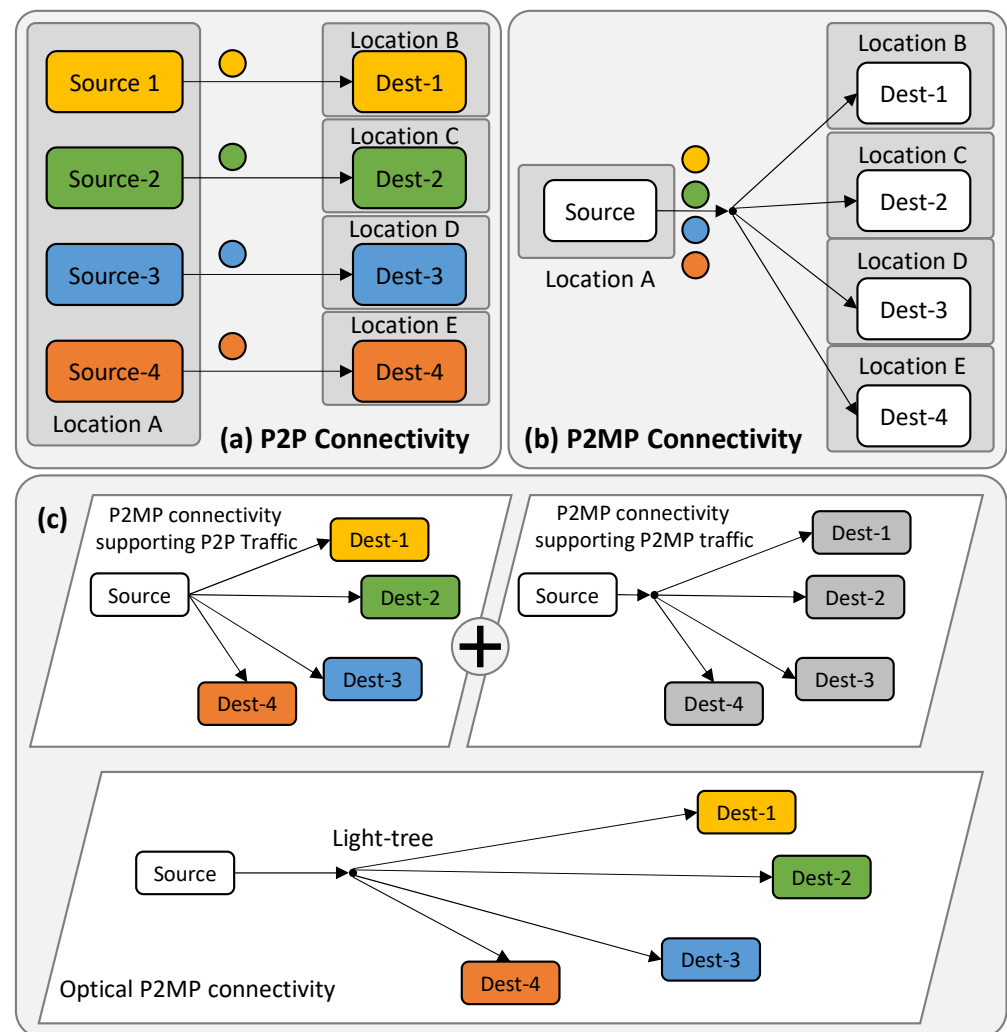 Location B
Source 1
Dest-1
Location C
Source-2
Dest-2
Location D
Source-3
Dest-3
Location E
Source-4
Dest-4
Location A
(a) P2P Connectivity
Location B
Dest-1
Location C
Source
Dest-2
Location A
Location D
Dest-3
Location E
Dest-4
(b) P2MP Connectivity
(c)
P2MP connectivity
supporting P2P Traffic
Dest-1
Source
Dest-2
Dest-3
Dest-4
P2MP connectivity
supporting P2MP traffic
Dest-1
Source
Dest-2
Dest-3
Dest-4
Dest-1
Light-tree
Source
Dest-2
Dest-3
Dest-4
Optical P2MP connectivity